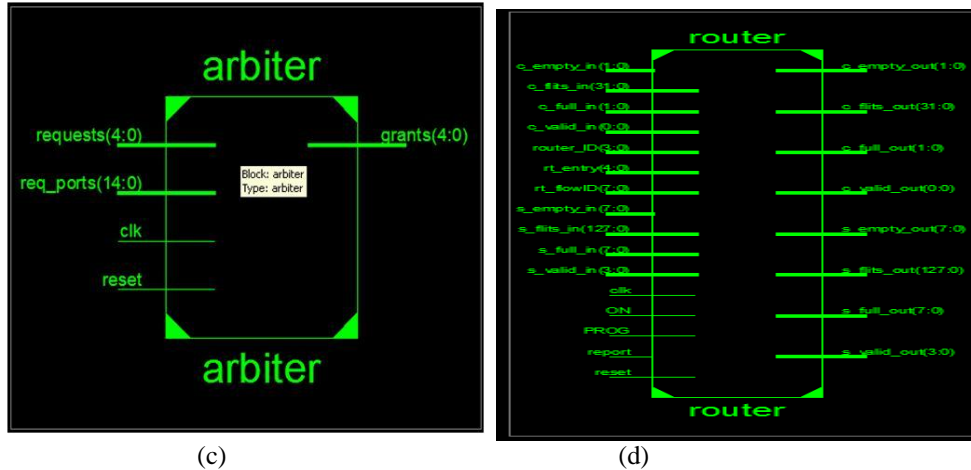 arbiter
requests(4:0)
grants(4:0)
req_ports(14:0)
Block: arbiter
Type: arbiter
clk
reset
arbiter
(c)
router
c_empty_in(1:0)
c_empty_out(1:0)
c_flits_in(31:0)
c_flits_out(31:0)
c_full_in(1:0)
c_valid_in(0:0)
c_full_out(1:0)
router_ID(3:0)
rt_entry(4:0)
c_valid_out(0:0)
rt_flowID(7:0)
s_empty_in(7:0)
s_empty_out(7:0)
s_flits_in(127:0)
s_full_in(7:0)
s_flits_out(127:0)
s_valid_in(3:0)
clk
s_full_out(7:0)
ON
PROG
s_valid_out(3:0)
report
reset
router
(d)